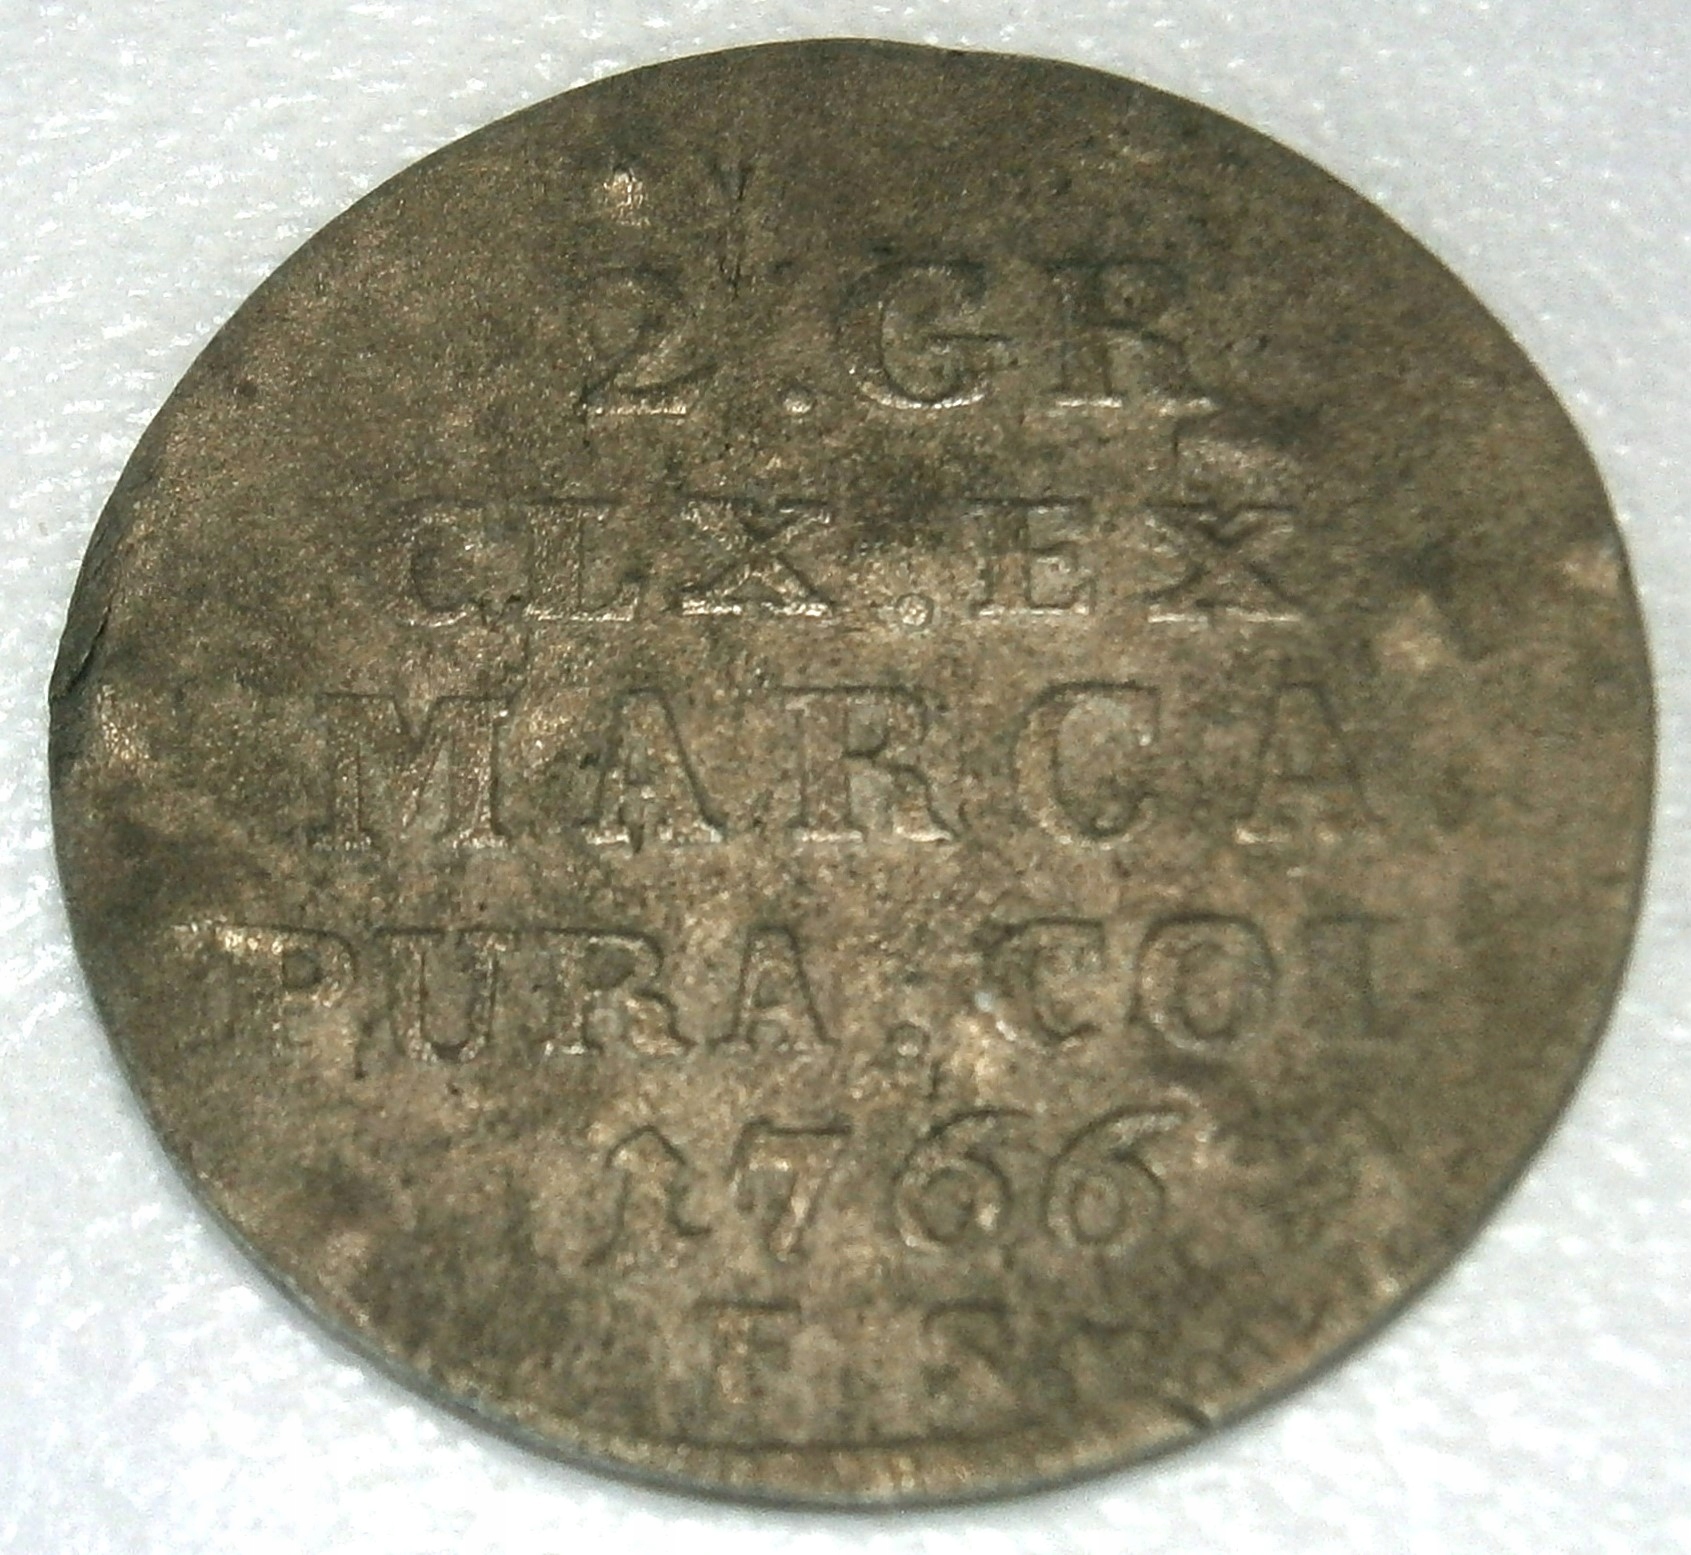 2.GR
CLX.EX
MARCA
PURA.COL
1766
F.S